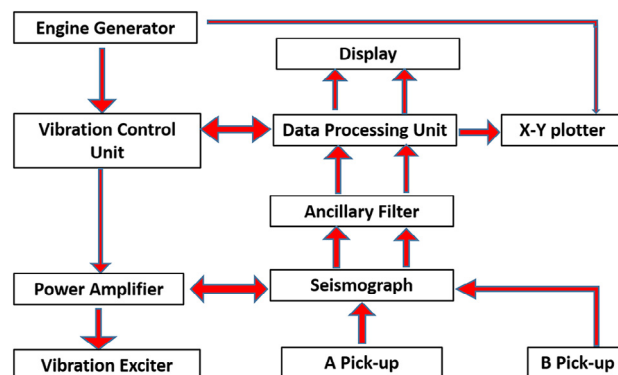 Engine Generator
Display
Vibration Control
Unit
Data Processing Unit
X-Y plotter
Ancillary Filter
Power Amplifier
Seismograph
Vibration Exciter
A Pick-up
B Pick-up